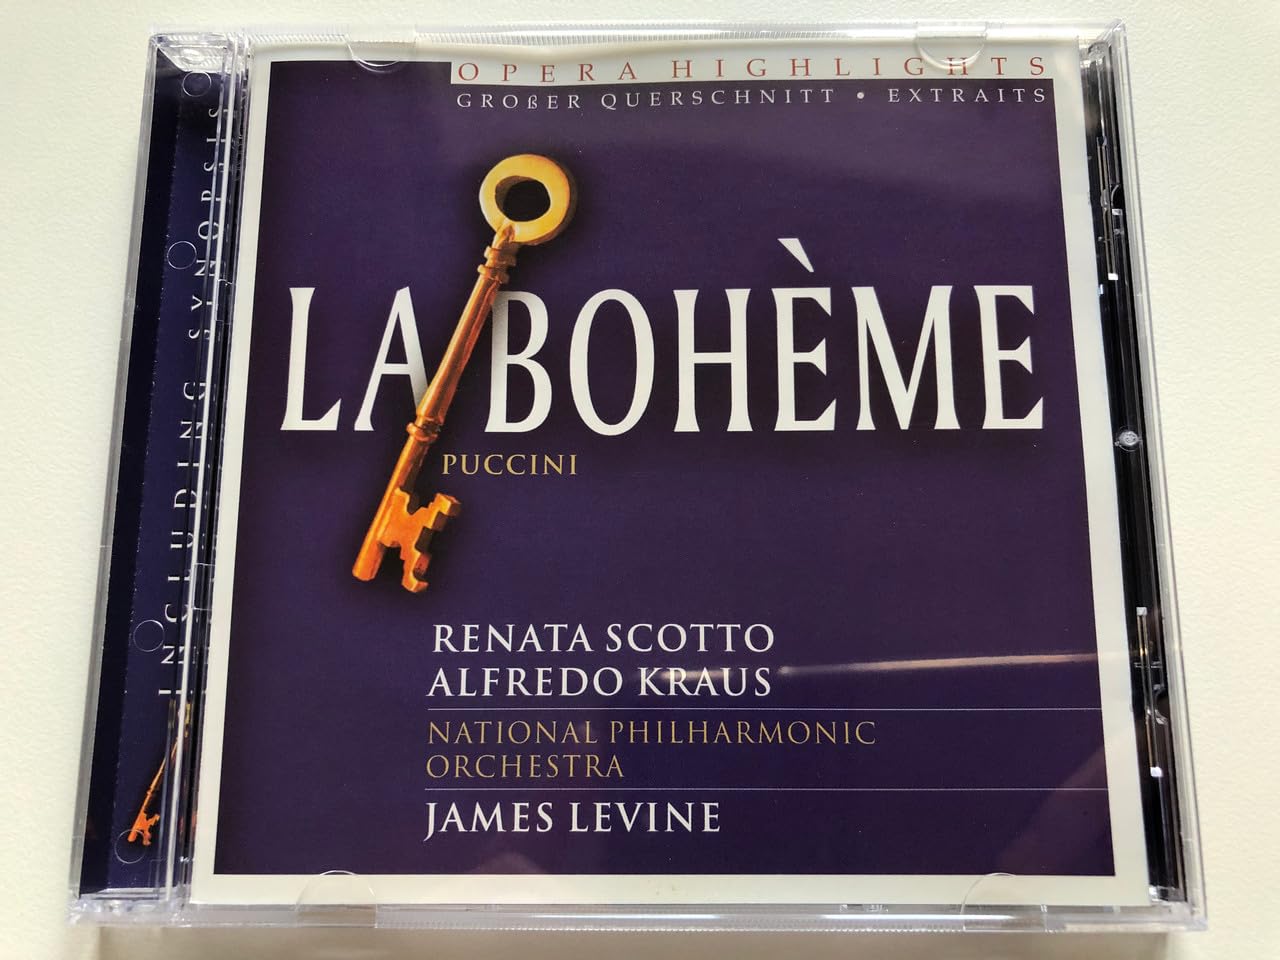 OPERA HIGHLIGHTS
GROßER QUERSCHNITT • EXTRAITS
LA BOHÈME
PUCCINI
RENATA SCOTTO
ALFREDO KRAUS
NATIONAL PHILHARMONIC
ORCHESTRA
JAMES LEVINE
INCLUDING SYNOPSIS